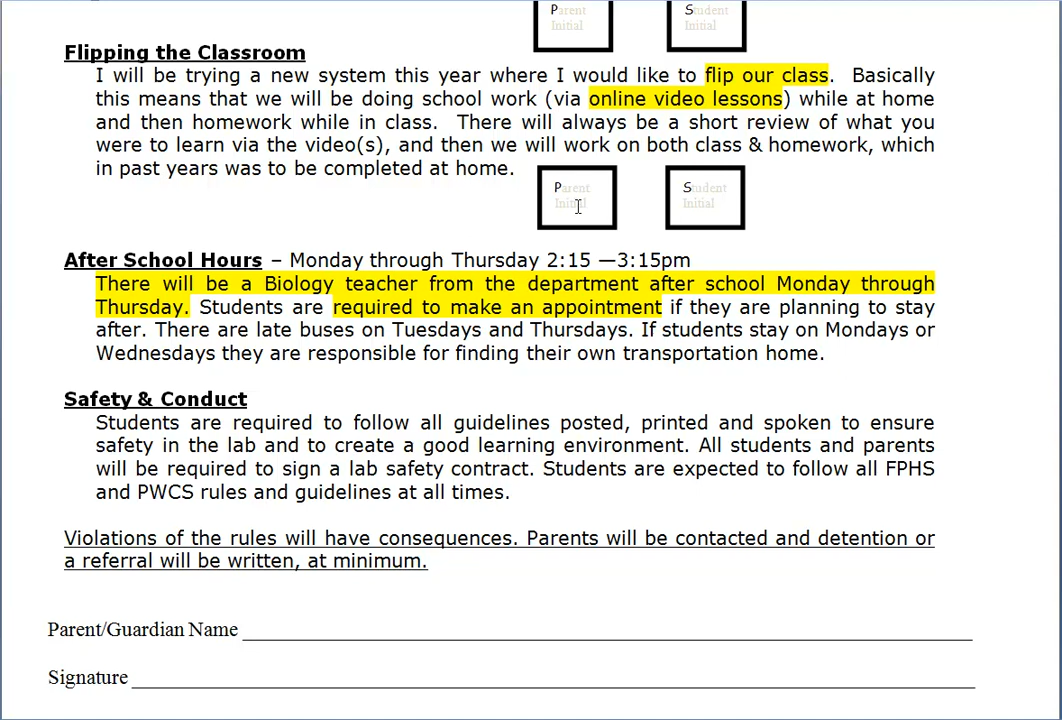 Parent Student
Initial Initial
Flipping the Classroom
I will be trying a new system this year where I would like to flip our class.  Basically
this means that we will be doing school work (via online video lessons) while at home
and then homework while in class.  There will always be a short review of what you
were to learn via the video(s), and then we will work on both class & homework, which
in past years was to be completed at home.
Parent Student
Initial Initial
After School Hours – Monday through Thursday 2:15 —3:15pm
There will be a Biology teacher from the department after school Monday through
Thursday. Students are required to make an appointment if they are planning to stay
after. There are late buses on Tuesdays and Thursdays. If students stay on Mondays or
Wednesdays they are responsible for finding their own transportation home.
Safety & Conduct
Students are required to follow all guidelines posted, printed and spoken to ensure
safety in the lab and to create a good learning environment. All students and parents
will be required to sign a lab safety contract. Students are expected to follow all FPHS
and PWCS rules and guidelines at all times.
Violations of the rules will have consequences. Parents will be contacted and detention or
a referral will be written, at minimum.
Parent/Guardian Name
Signature